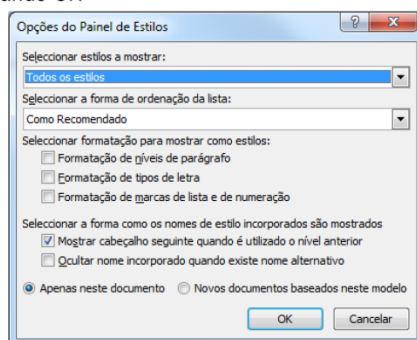 Opções do Painel de Estilos
Seleccionar estilos a mostrar:
Todos os estilos
Seleccionar a forma de ordenação da lista:
Como Recomendado
Seleccionar formatação para mostrar como estilos:
Formatação de níveis de parágrafo
Formatação de tipos de letra
Formatação de marcas de lista e de numeração
Seleccionar a forma como os nomes de estilo incorporados são mostrados
Mostrar cabeçalho seguinte quando é utilizado o nível anterior
Ocultar nome incorporado quando existe nome alternativo
Apenas neste documento Novos documentos baseados neste modelo
OK Cancelar